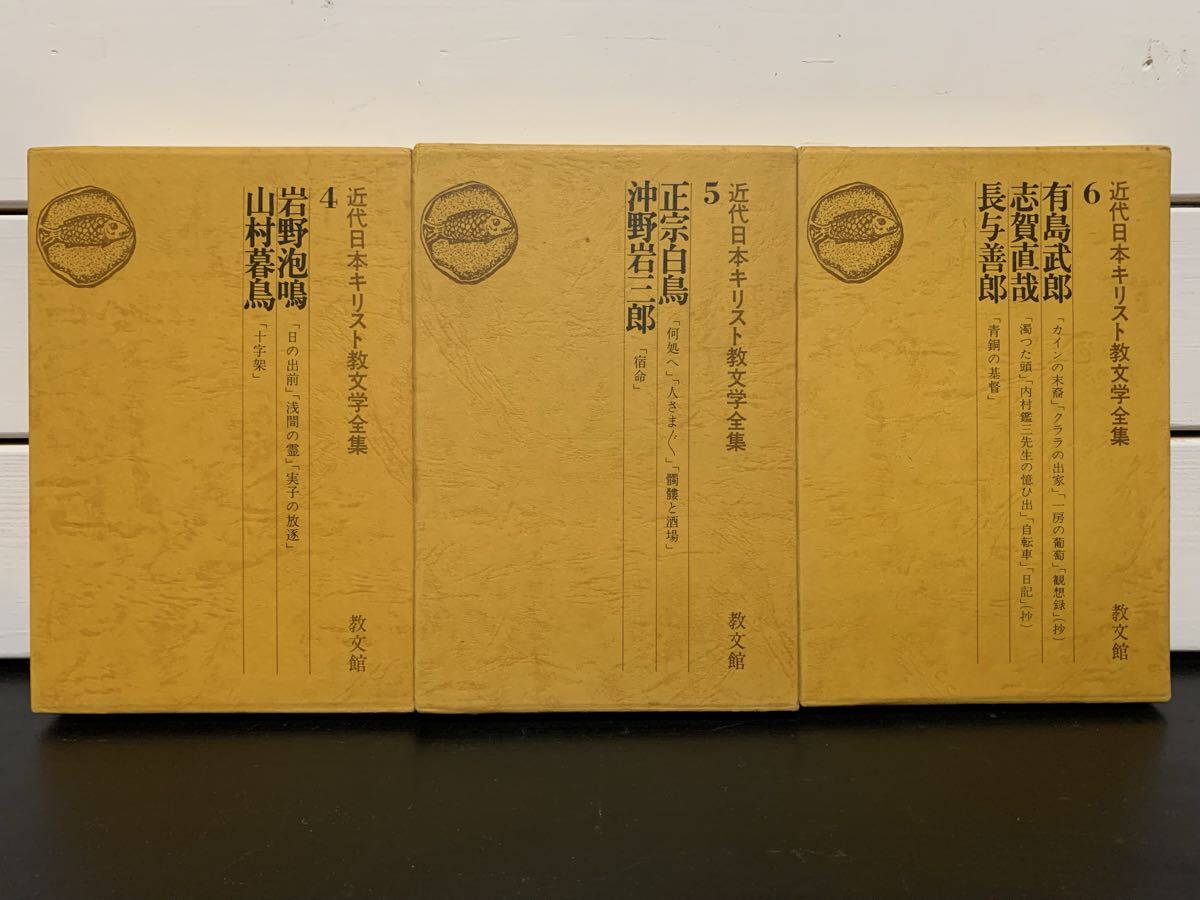 近代日本キリスト教文学全集
4
岩野泡鳴「日の出前」「浅間の霊」「実子の放逐」
山村暮鳥「十字架」
教文館
近代日本キリスト教文学全集
5
正宗白鳥「何処へ」「人さま〴〵」「髑髏と酒場」
沖野岩三郎「宿命」
教文館
近代日本キリスト教文学全集
6
有島武郎「カインの末裔」「クララの出家」「一房の葡萄」「観想録」(抄)
志賀直哉「濁つた頭」「内村鑑三先生の憶ひ出」「自転車」「日記」(抄)
長与善郎「青銅の基督」
教文館